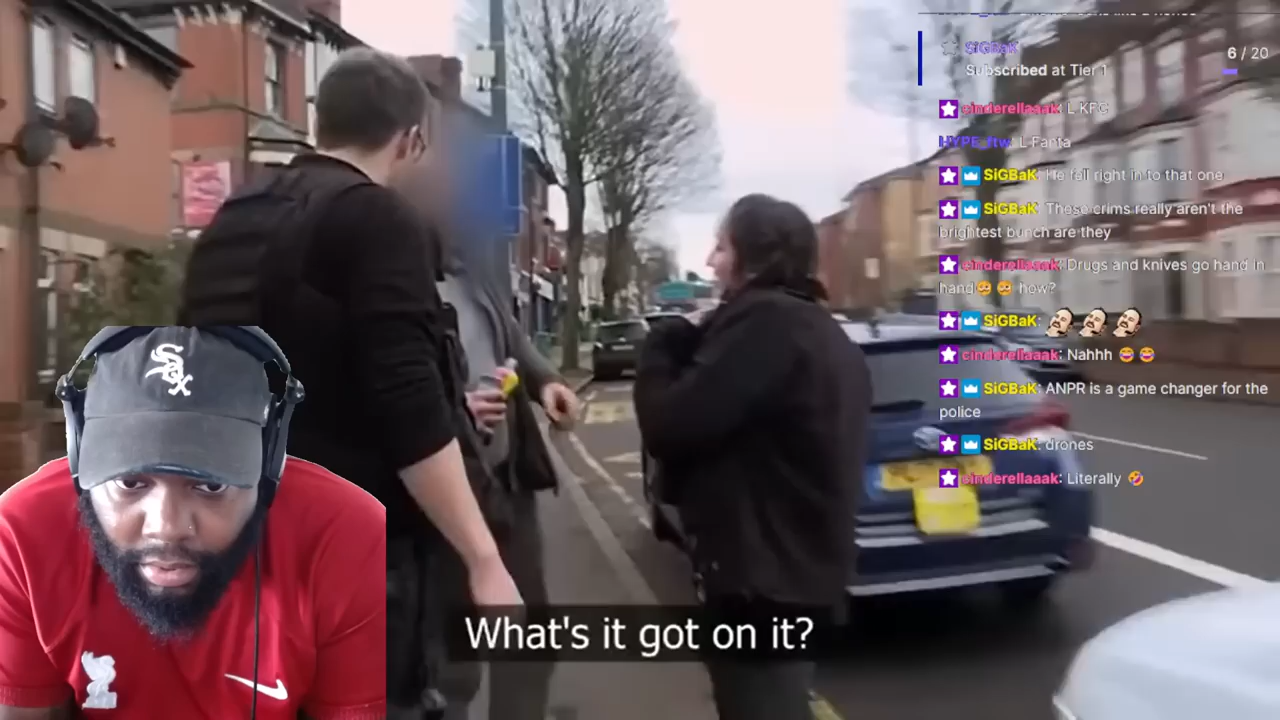 SiGBaK
6 / 20
Subscribed at Tier 1
cinderellaaak: L KFC
HYPE_ftw: L Fanta
SiGBaK: He fell right in to that one
SiGBaK: These crims really aren't the
brightest bunch are they
cinderellaaak: Drugs and knives go hand in
hand🥴 🥴 how?
SiGBaK:
cinderellaaak: Nahhh 😂 😂
SiGBaK: ANPR is a game changer for the
police
SiGBaK: drones
cinderellaaak: Literally 🤣
Sox
What's it got on it?